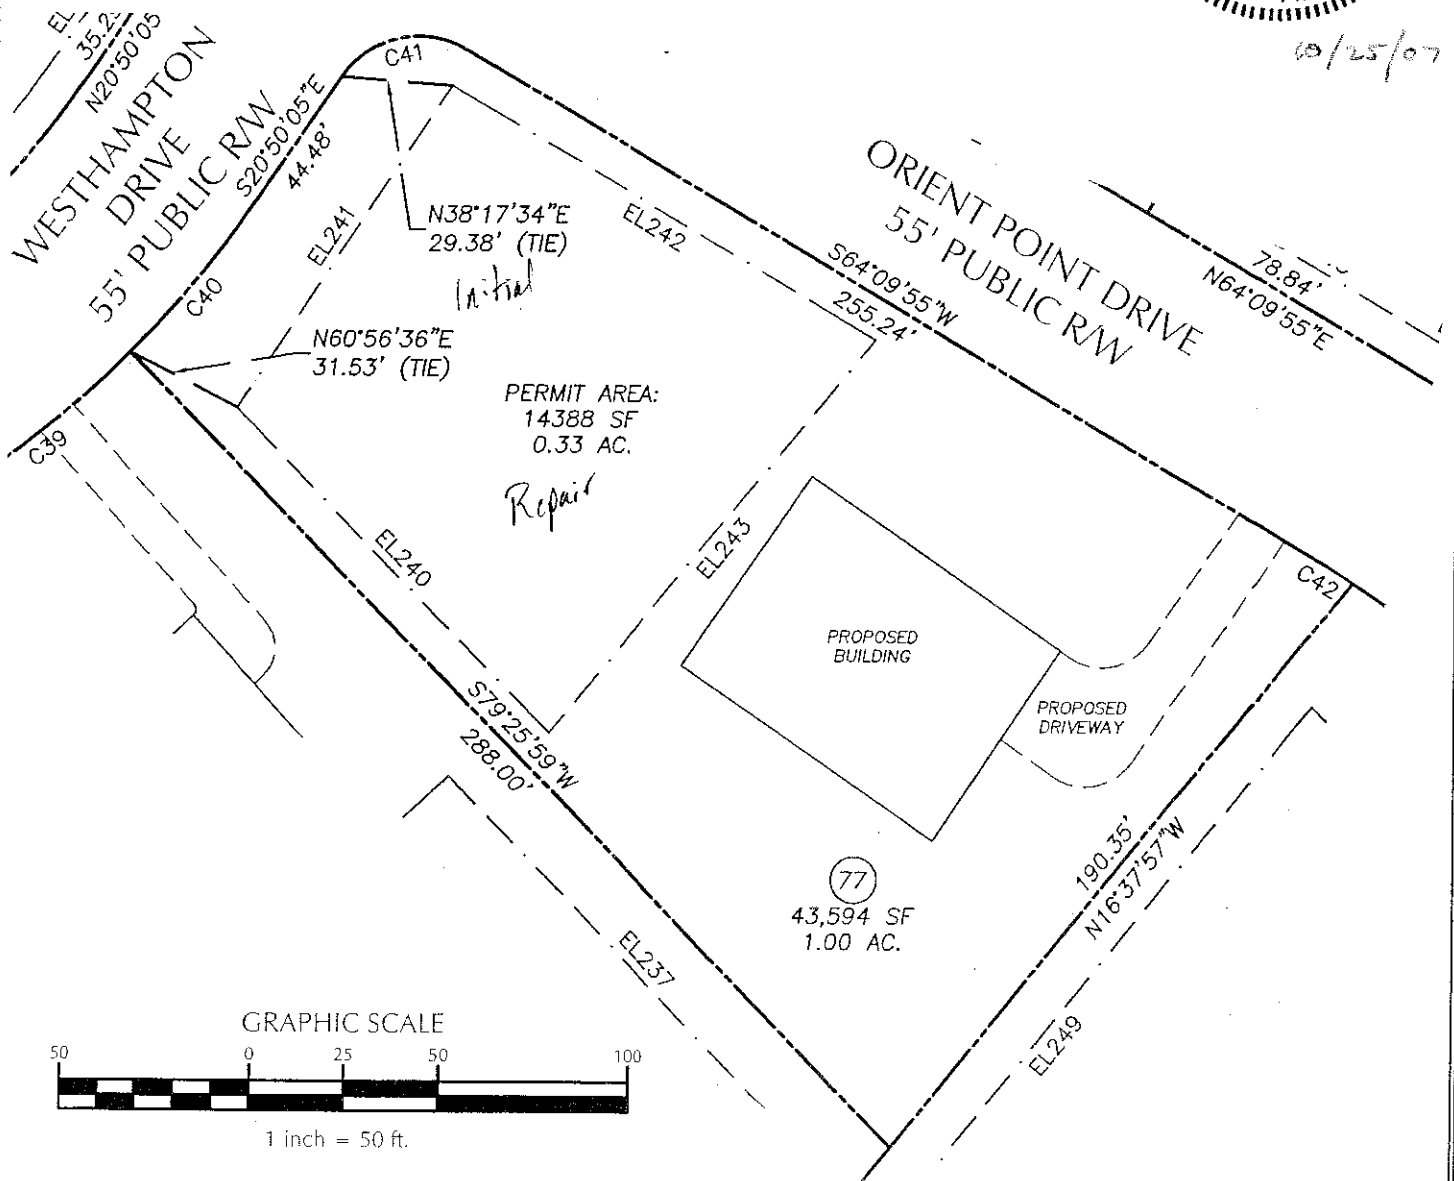 10/25/07
EL
35.2
N20°50'05
WESTHAMPTON
DRIVE
55' PUBLIC R/W
S20°50'05"E
44.48'
C41
C40
C39
EL241
N38°17'34"E
29.38' (TIE)
Initial
N60°56'36"E
31.53' (TIE)
EL242
ORIENT POINT DRIVE
55' PUBLIC R/W
S64°09'55"W
255.24'
78.84'
N64°09'55"E
PERMIT AREA:
14388 SF
0.33 AC.
Repair
EL240
EL243
C42
PROPOSED
BUILDING
PROPOSED
DRIVEWAY
S79°25'59"W
288.00'
77
43,594 SF
1.00 AC.
190.35'
N16°37'57"W
EL237
EL249
GRAPHIC SCALE
50 0 25 50 100
1 inch = 50 ft.